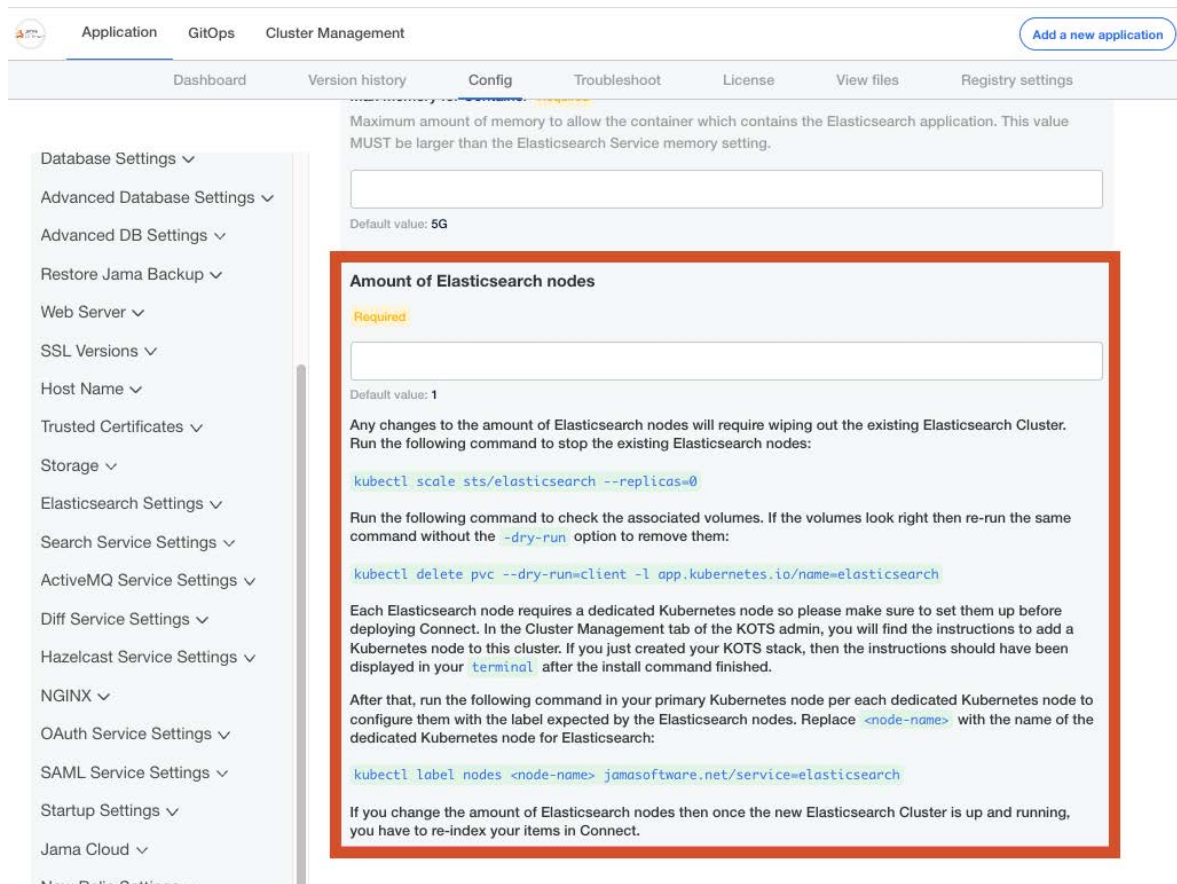 Application GitOps Cluster Management Add a new application
Dashboard Version history Config Troubleshoot License View files Registry settings
Maximum amount of memory to allow the container which contains the Elasticsearch application. This value
MUST be larger than the Elasticsearch Service memory setting.
Default value: 5G
Database Settings
Advanced Database Settings
Advanced DB Settings
Restore Jama Backup
Web Server
SSL Versions
Host Name
Trusted Certificates
Storage
Elasticsearch Settings
Search Service Settings
ActiveMQ Service Settings
Diff Service Settings
Hazelcast Service Settings
NGINX
OAuth Service Settings
SAML Service Settings
Startup Settings
Jama Cloud
Amount of Elasticsearch nodes
Required
Default value: 1
Any changes to the amount of Elasticsearch nodes will require wiping out the existing Elasticsearch Cluster.
Run the following command to stop the existing Elasticsearch nodes:
kubectl scale sts/elasticsearch --replicas=0
Run the following command to check the associated volumes. If the volumes look right then re-run the same
command without the -dry-run option to remove them:
kubectl delete pvc --dry-run=client -l app.kubernetes.io/name=elasticsearch
Each Elasticsearch node requires a dedicated Kubernetes node so please make sure to set them up before
deploying Connect. In the Cluster Management tab of the KOTS admin, you will find the instructions to add a
Kubernetes node to this cluster. If you just created your KOTS stack, then the instructions should have been
displayed in your terminal after the install command finished.
After that, run the following command in your primary Kubernetes node per each dedicated Kubernetes node to
configure them with the label expected by the Elasticsearch nodes. Replace <node-name> with the name of the
dedicated Kubernetes node for Elasticsearch:
kubectl label nodes <node-name> jamasoftware.net/service=elasticsearch
If you change the amount of Elasticsearch nodes then once the new Elasticsearch Cluster is up and running,
you have to re-index your items in Connect.